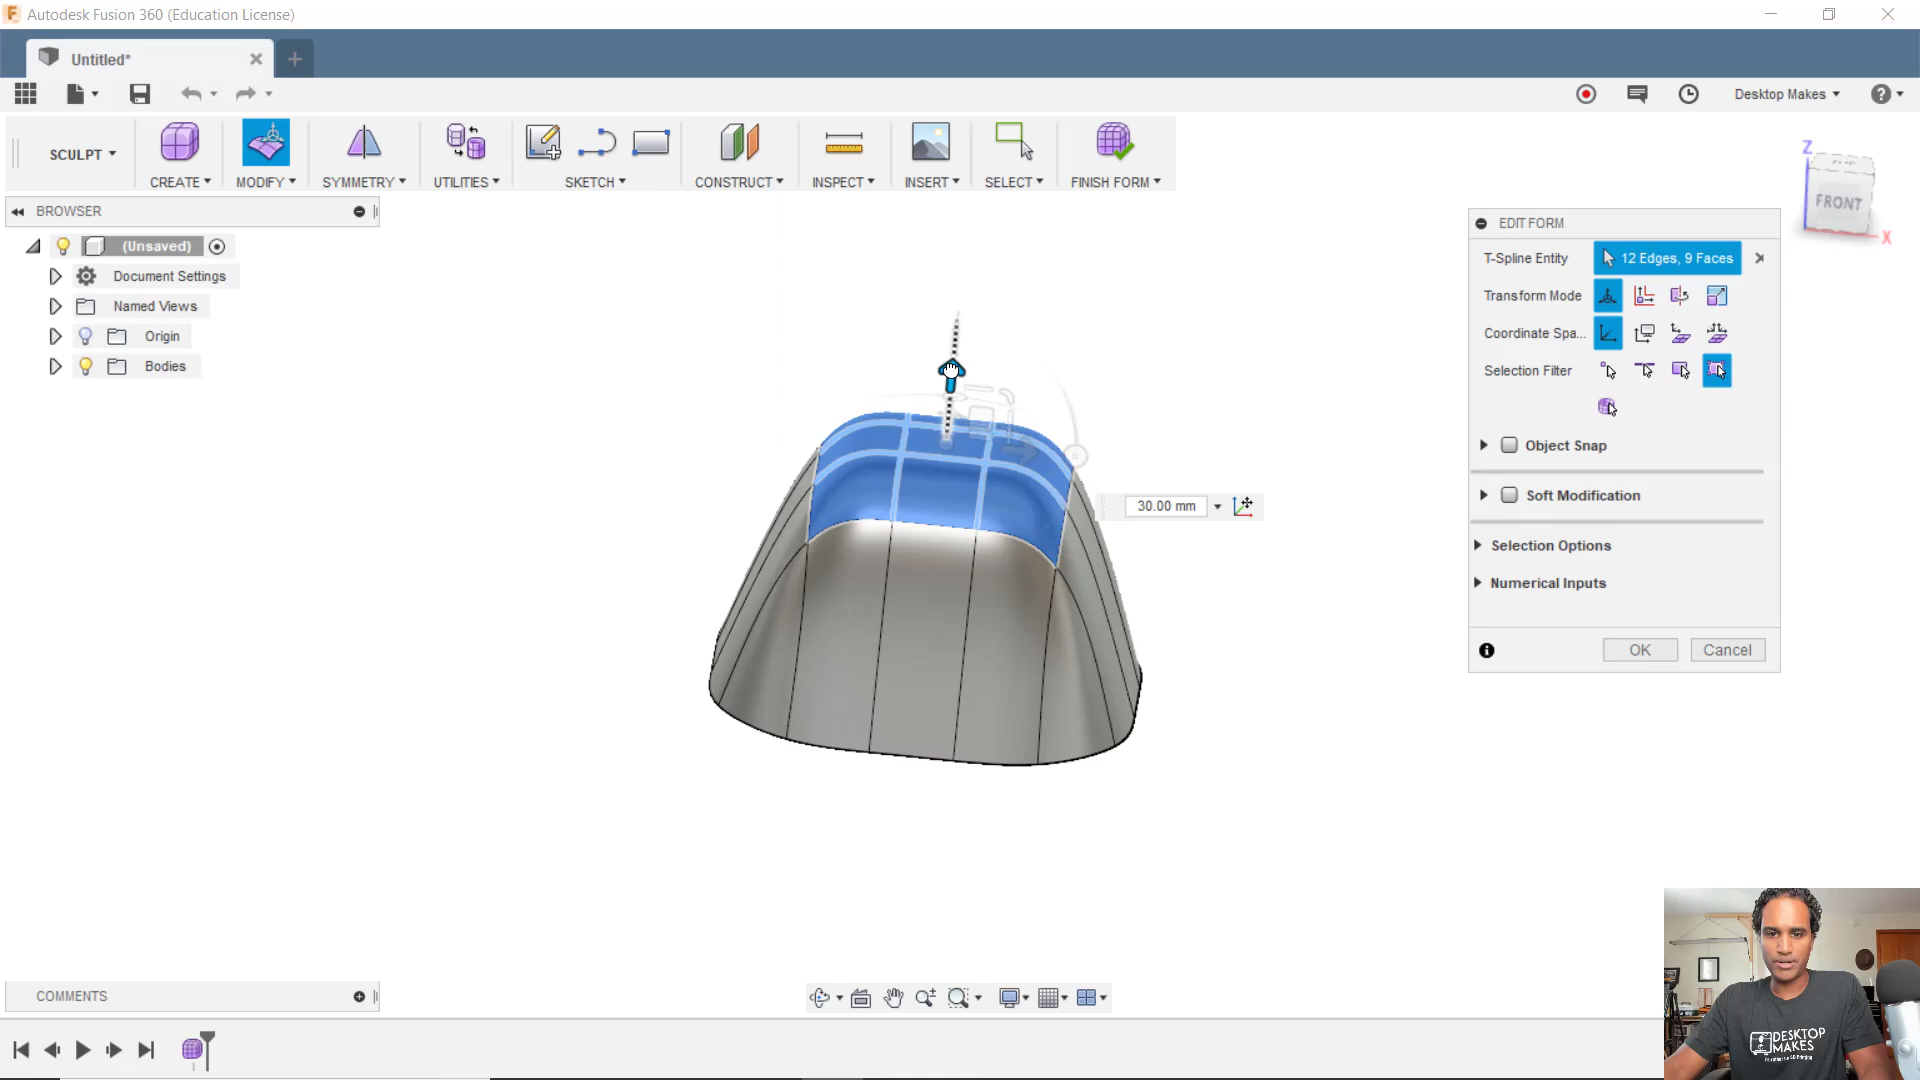 Autodesk Fusion 360 (Education License)
Untitled*
Desktop Makes
SCULPT
CREATE
MODIFY
SYMMETRY
UTILITIES
SKETCH
CONSTRUCT
INSPECT
INSERT
SELECT
FINISH FORM
BROWSER
(Unsaved)
Document Settings
Named Views
Origin
Bodies
Z
FRONT
X
EDIT FORM
T-Spline Entity
12 Edges, 9 Faces
Transform Mode
Coordinate Spa...
Selection Filter
Object Snap
Soft Modification
Selection Options
Numerical Inputs
OK
Cancel
30.00 mm
COMMENTS
DESKTOP
MAKES